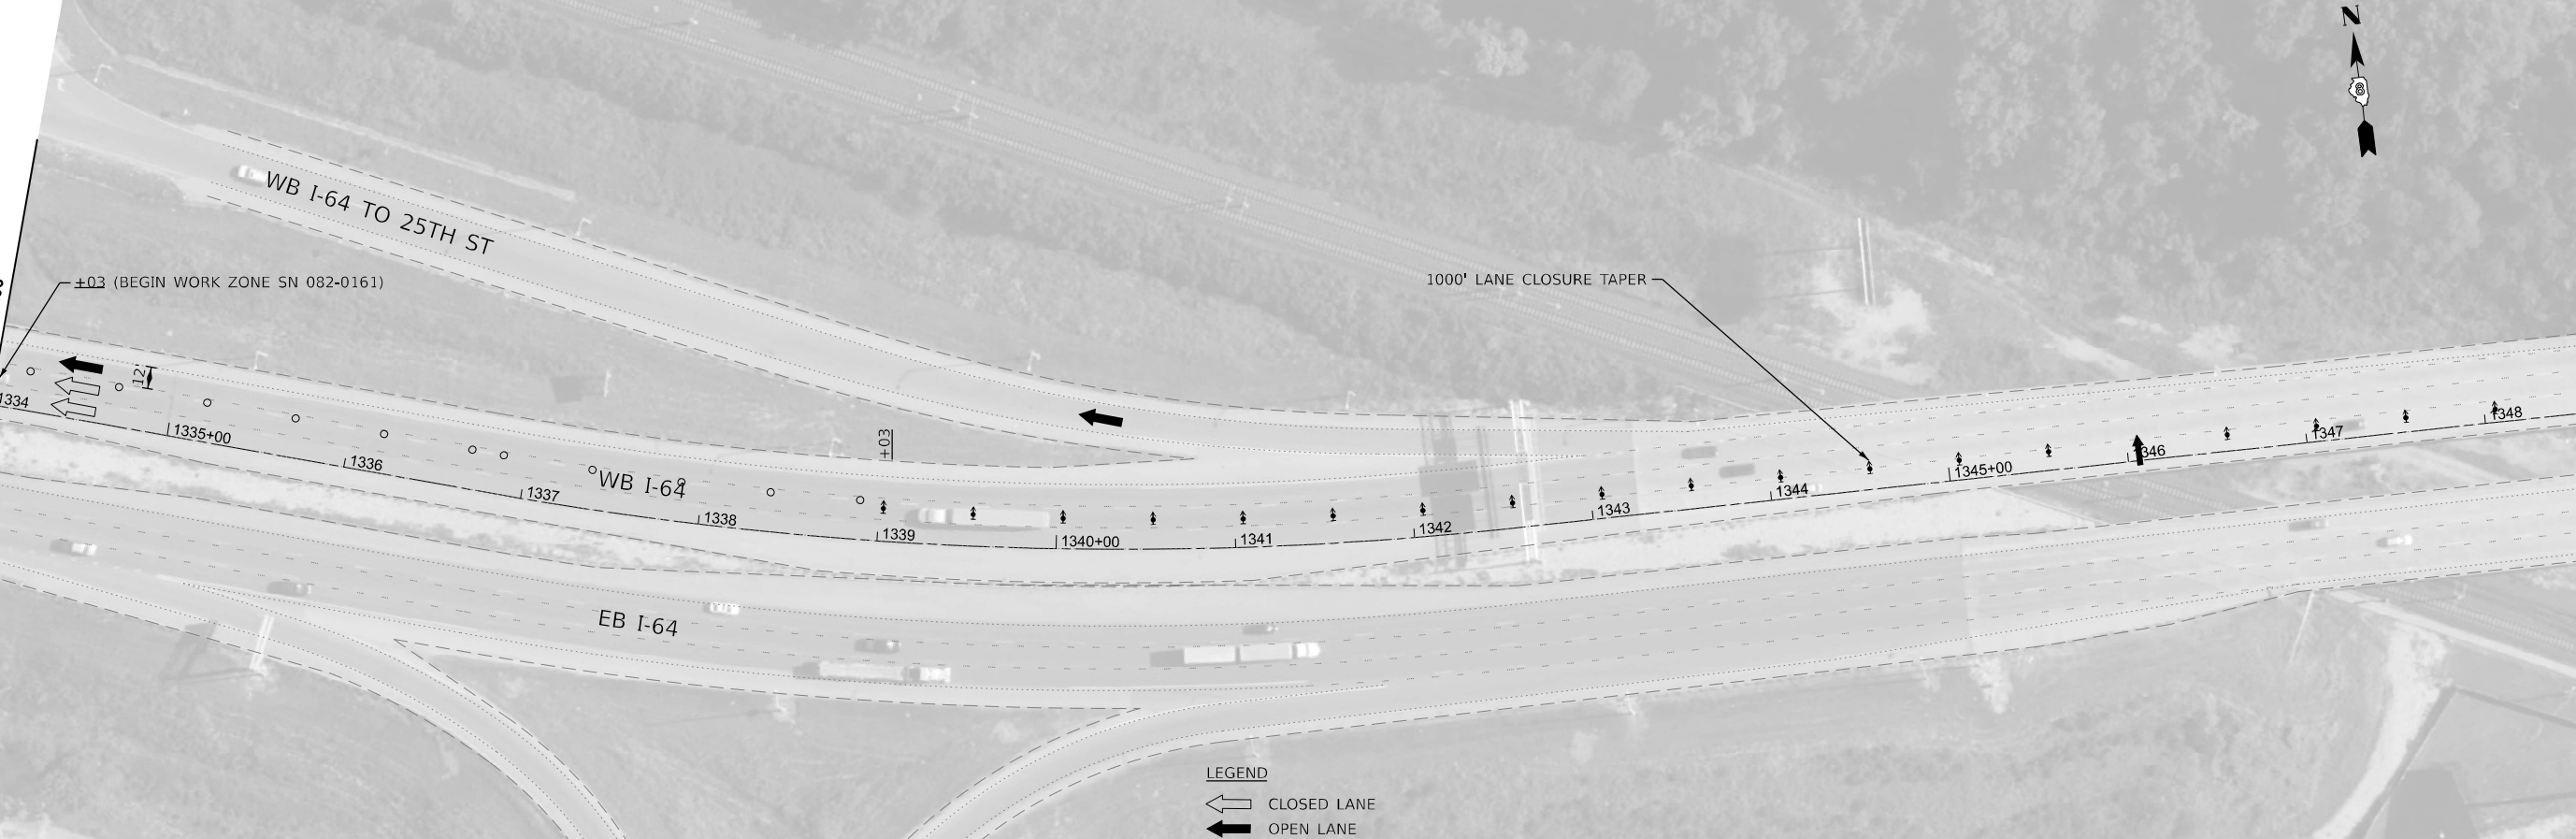 N
8
WB I-64 TO 25TH ST
+03 (BEGIN WORK ZONE SN 082-0161)
1000' LANE CLOSURE TAPER
12'
+03
1334
1335+00
1336
1337
1338
1339
1340+00
1341
1342
1343
1344
1345+00
1346
1347
1348
WB I-64
EB I-64
LEGEND
CLOSED LANE
OPEN LANE